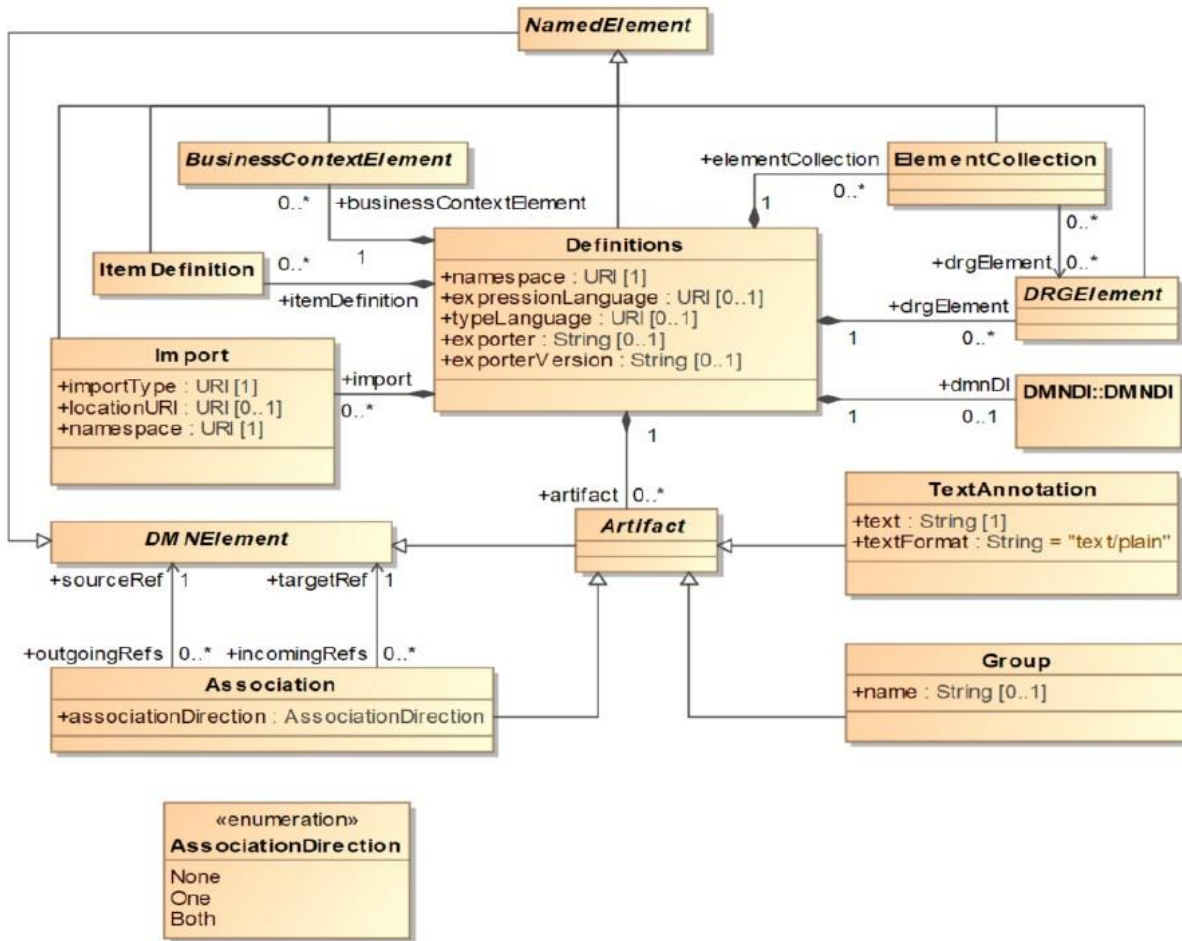 NamedElement
BusinessContextElement
0..*
+businessContextElement
1
+elementCollection
0..*
1
ElementCollection
0..*
+drgElement
0..*
ItemDefinition
0..*
+itemDefinition
Definitions
+namespace : URI [1]
+expressionLanguage : URI [0..1]
+typeLanguage : URI [0..1]
+exporter : String [0..1]
+exporterVersion : String [0..1]
+drgElement
1
0..*
DRGElement
Import
+importType : URI [1]
+locationURI : URI [0..1]
+namespace : URI [1]
+import
0..*
+dmnDI
1
0..1
DMNDI::DMNDI
1
+artifact
0..*
Artifact
TextAnnotation
+text : String [1]
+textFormat : String = "text/plain"
DMNElement
+sourceRef
1
+targetRef
1
+outgoingRefs
0..*
+incomingRefs
0..*
Association
+associationDirection : AssociationDirection
Group
+name : String [0..1]
«enumeration»
AssociationDirection
None
One
Both